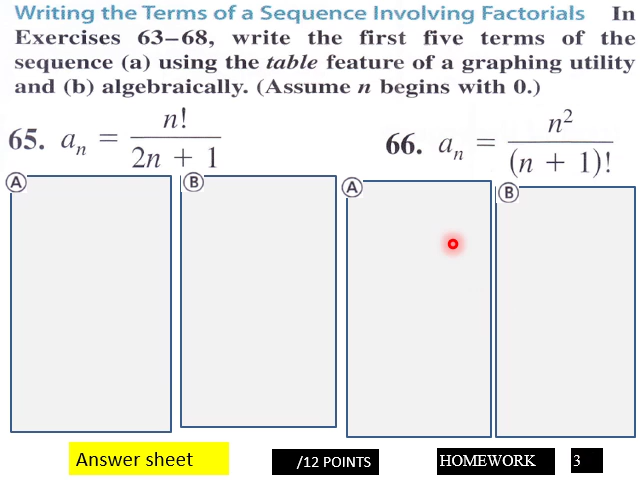 Writing the Terms of a Sequence Involving Factorials In
Exercises 63–68, write the first five terms of the
sequence (a) using the table feature of a graphing utility
and (b) algebraically. (Assume n begins with 0.)
65. aₙ = n! / (2n + 1)
66. aₙ = n² / (n + 1)!
A
B
A
B
Answer sheet
/12 POINTS
HOMEWORK
3